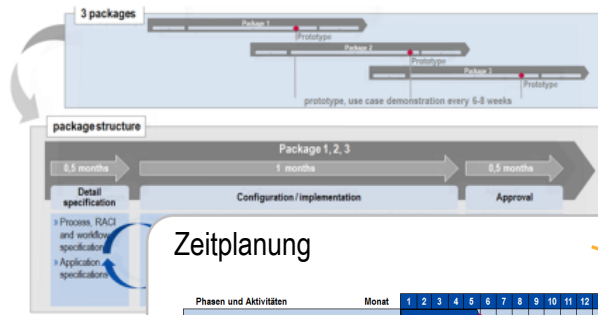 3 packages
Package 1
Prototype
Package 2
Prototype
Package 3
Prototype
prototype, use case demonstration every 6-8 weeks
package structure
Package 1, 2, 3
0,5 months
1 months
0,5 months
Detail
specification
Configuration / implementation
Approval
» Process, RACI
and workflow
specification
» Application
specifications
Zeitplanung
Phasen und Aktivitäten Monat 1 2 3 4 5 6 7 8 9 10 11 12